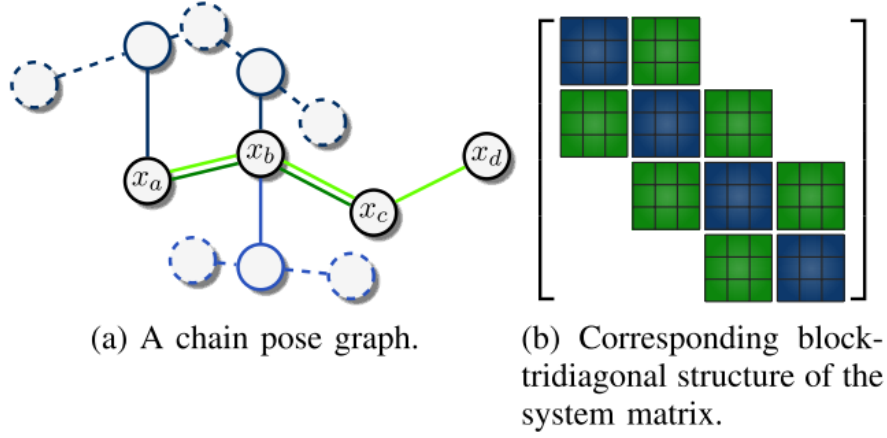 x_a
x_b
x_c
x_d
(a) A chain pose graph.
(b) Corresponding block-
tridiagonal structure of the
system matrix.